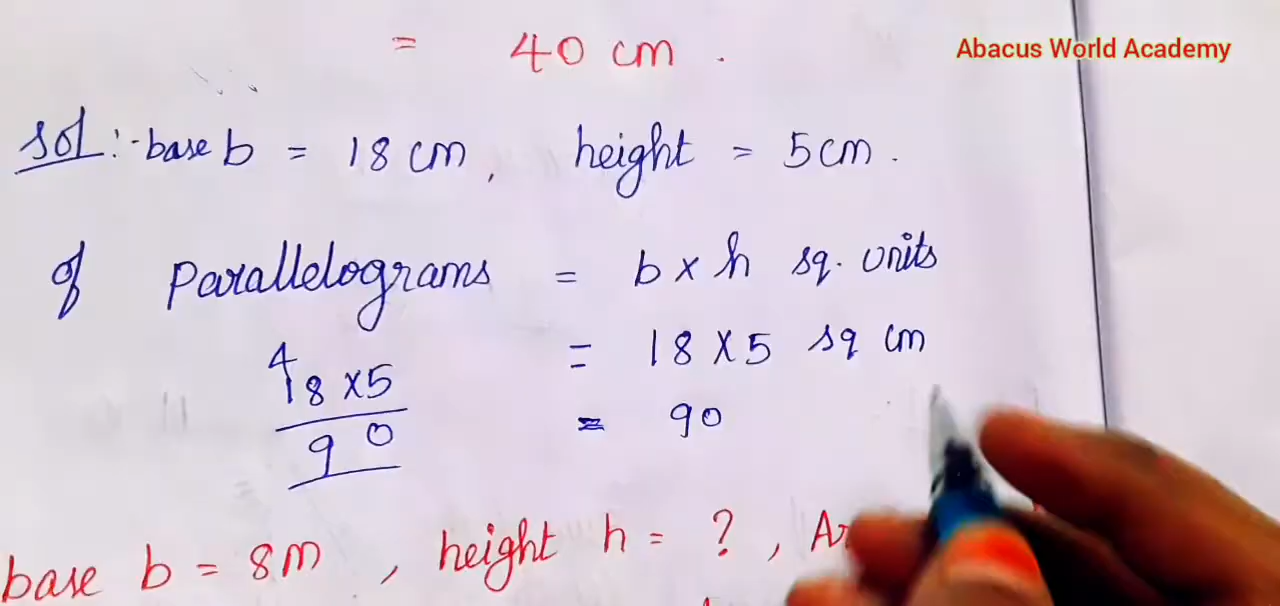 = 40 cm .
Abacus World Academy
Sol :- base b = 18 cm, height = 5 cm .
of Parallelograms = b x h sq. units
= 18 x 5 sq cm
18 x 5
4
= 90
90
base b = 8m , height h = ? ,